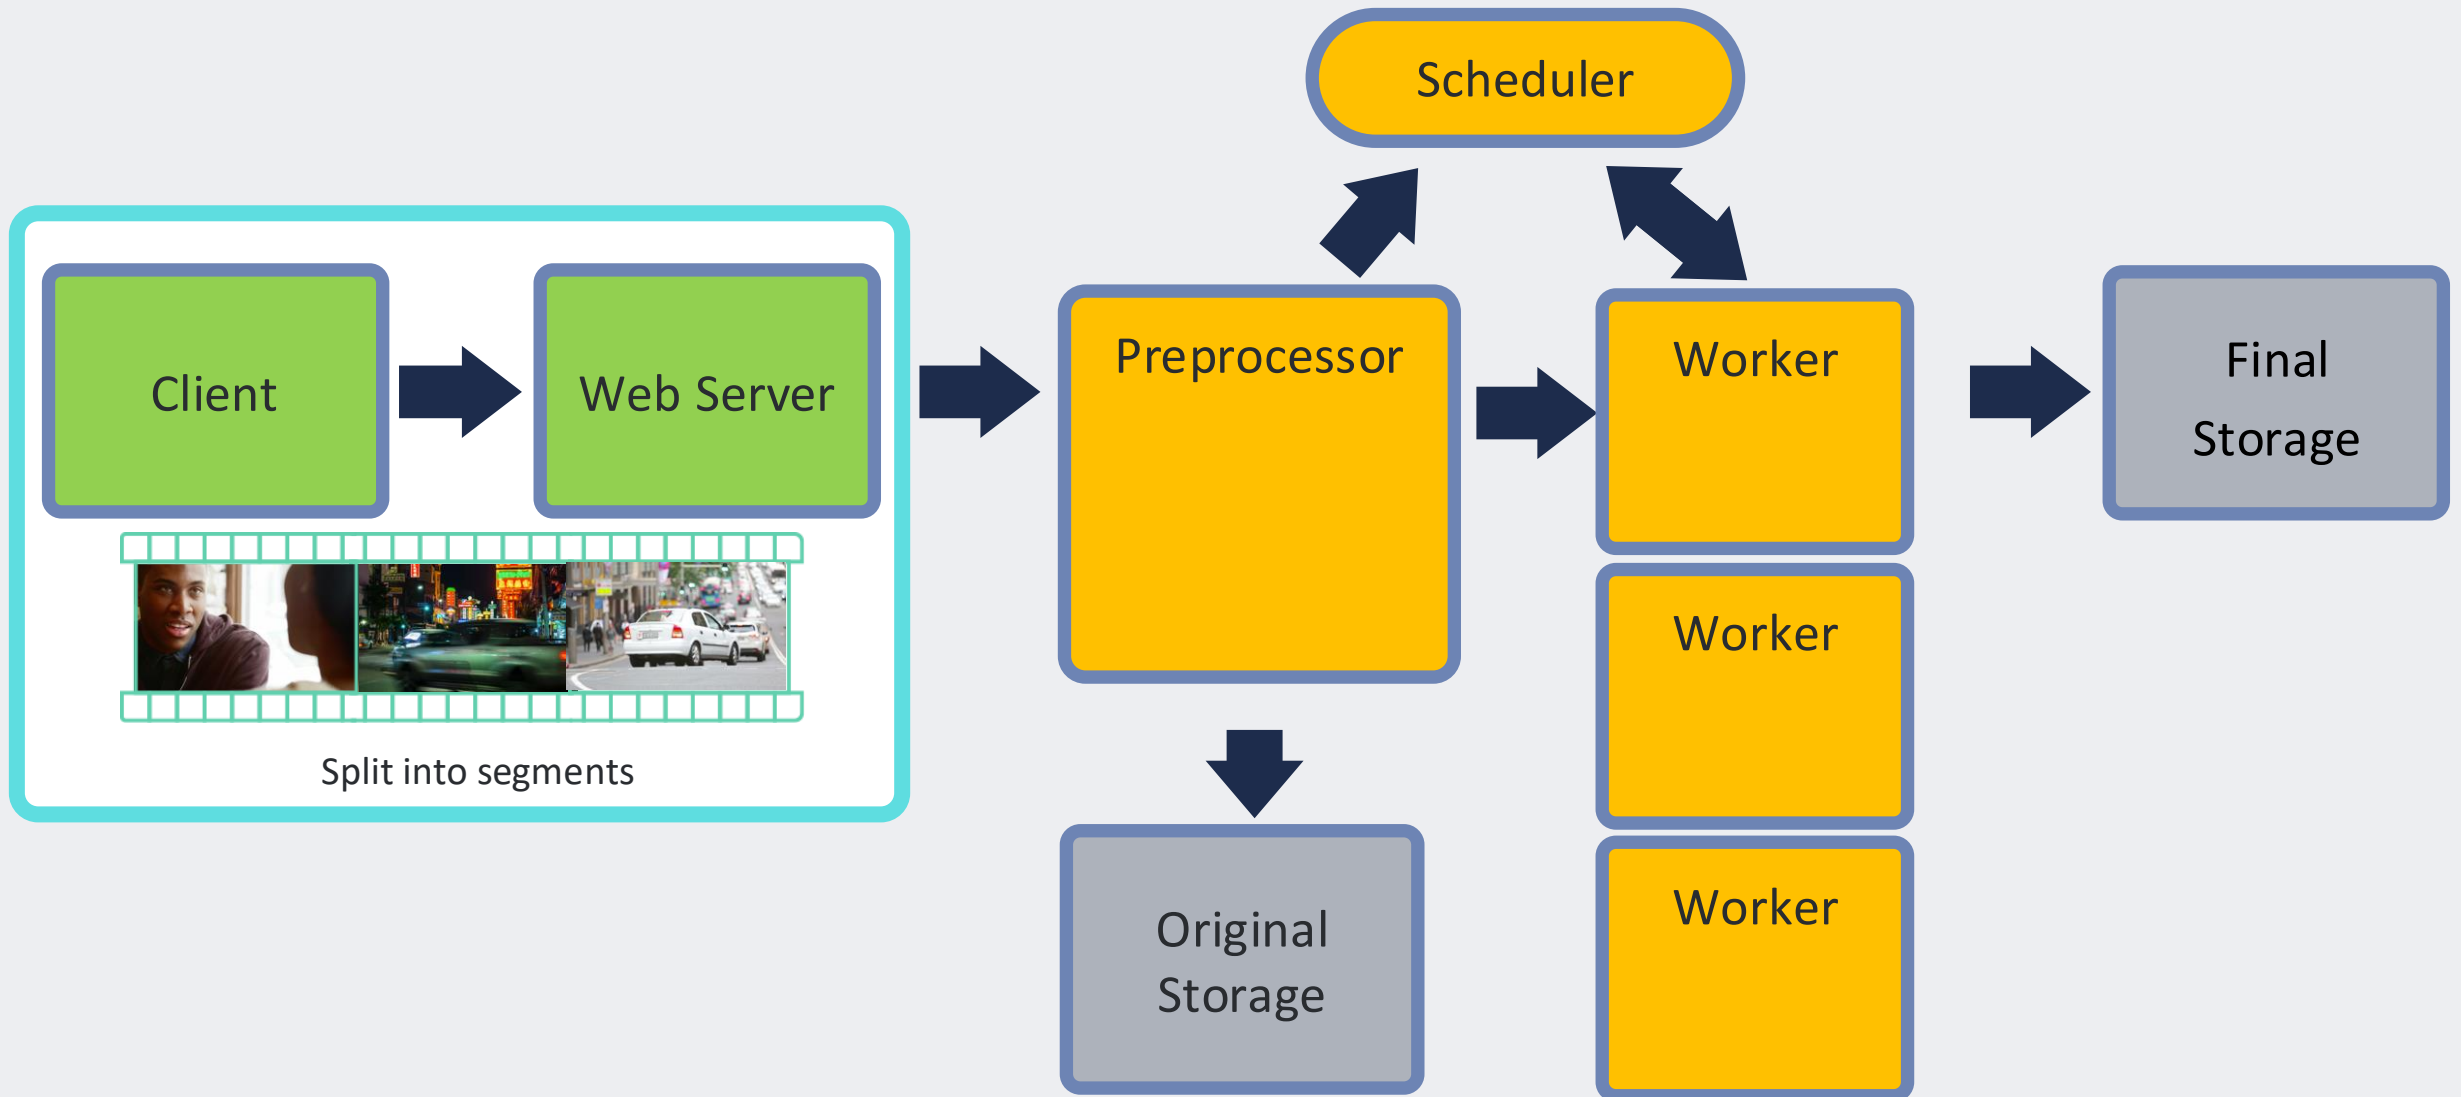 Scheduler
Client
Web Server
Preprocessor
Worker
Final
Storage
Split into segments
Worker
Original
Storage
Worker